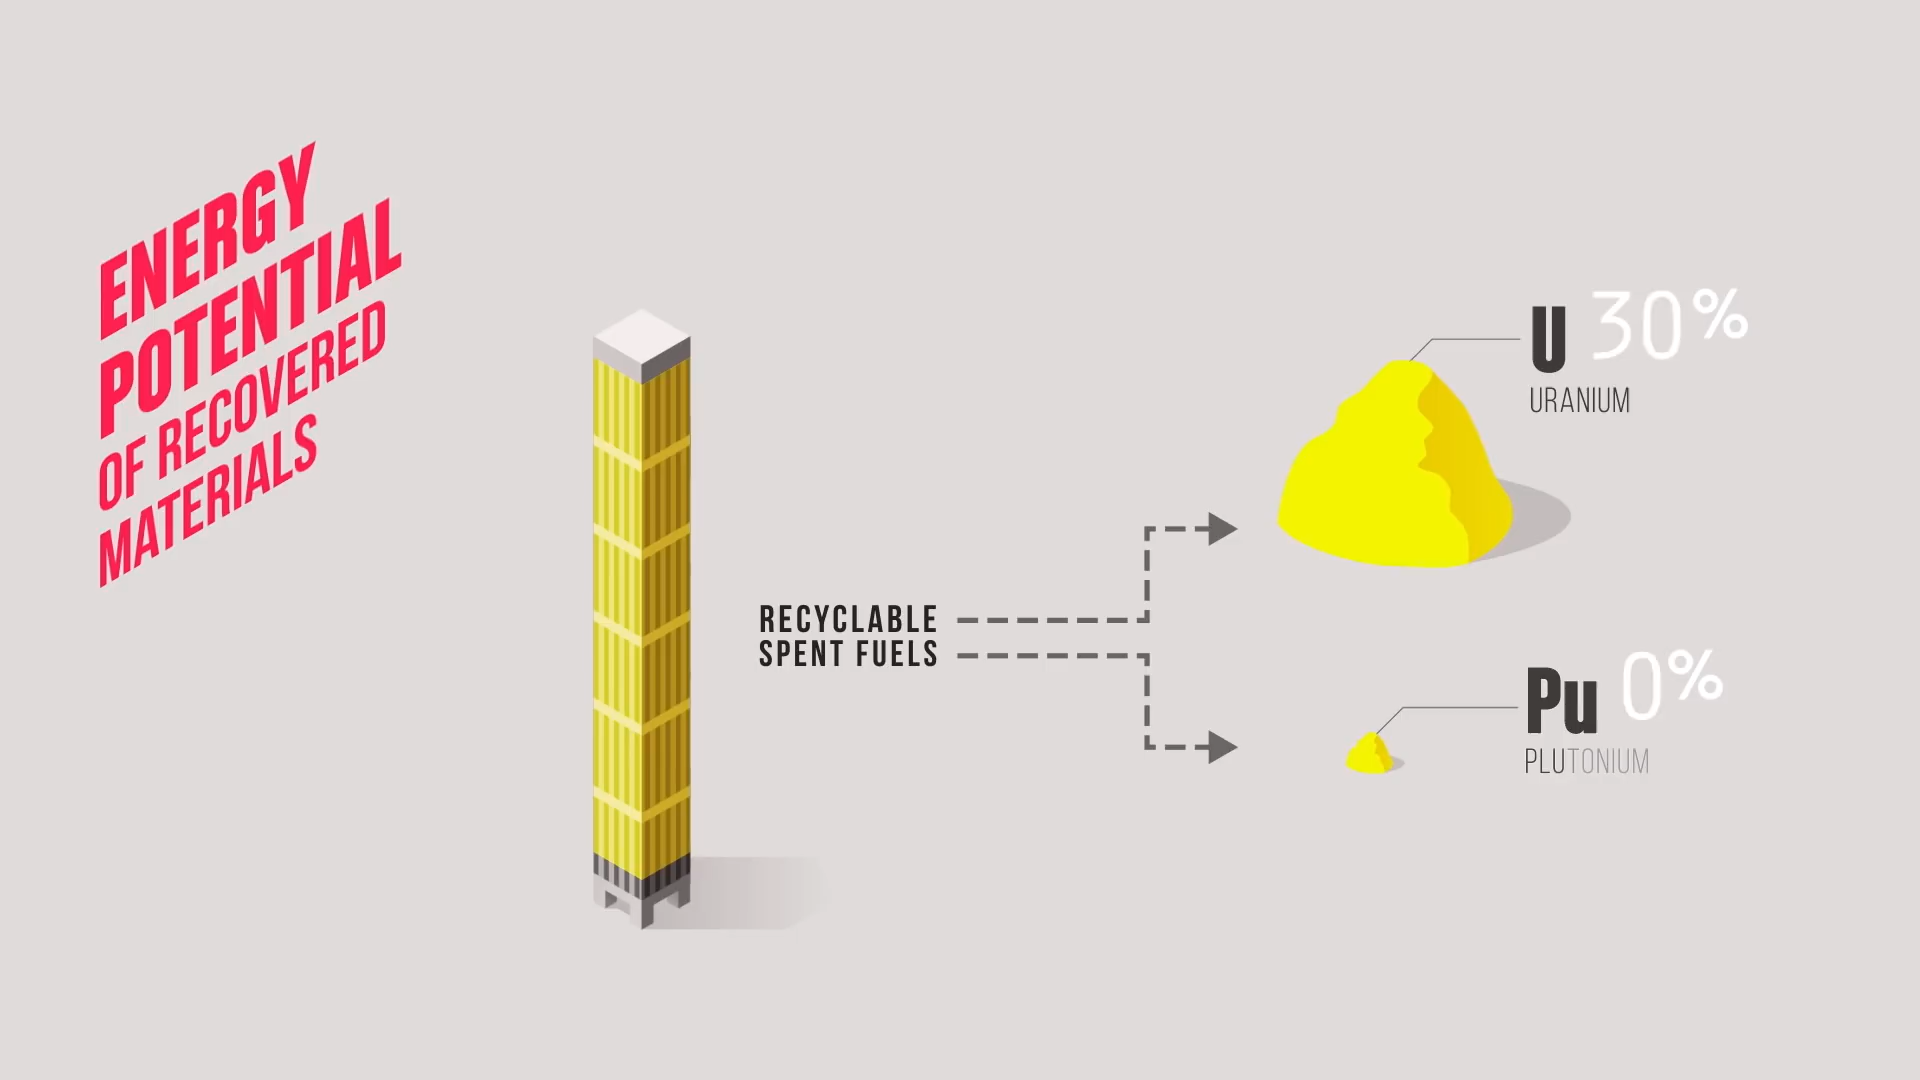 ENERGY
POTENTIAL
OF RECOVERED
MATERIALS
RECYCLABLE
SPENT FUELS
U 30%
URANIUM
Pu 0%
PLUTONIUM